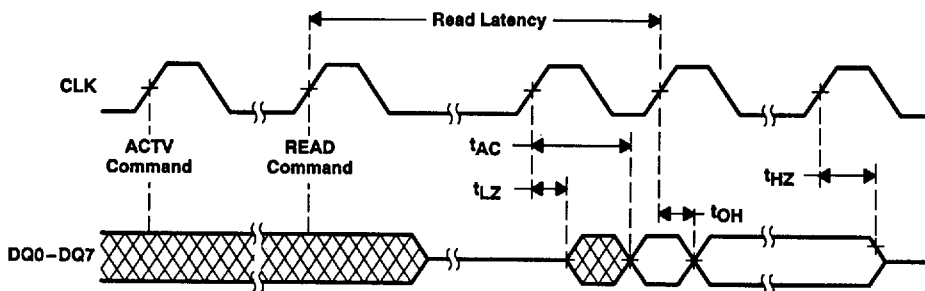 Read Latency
CLK
ACTV
Command
READ
Command
tAC
tLZ
tHZ
tOH
DQ0–DQ7